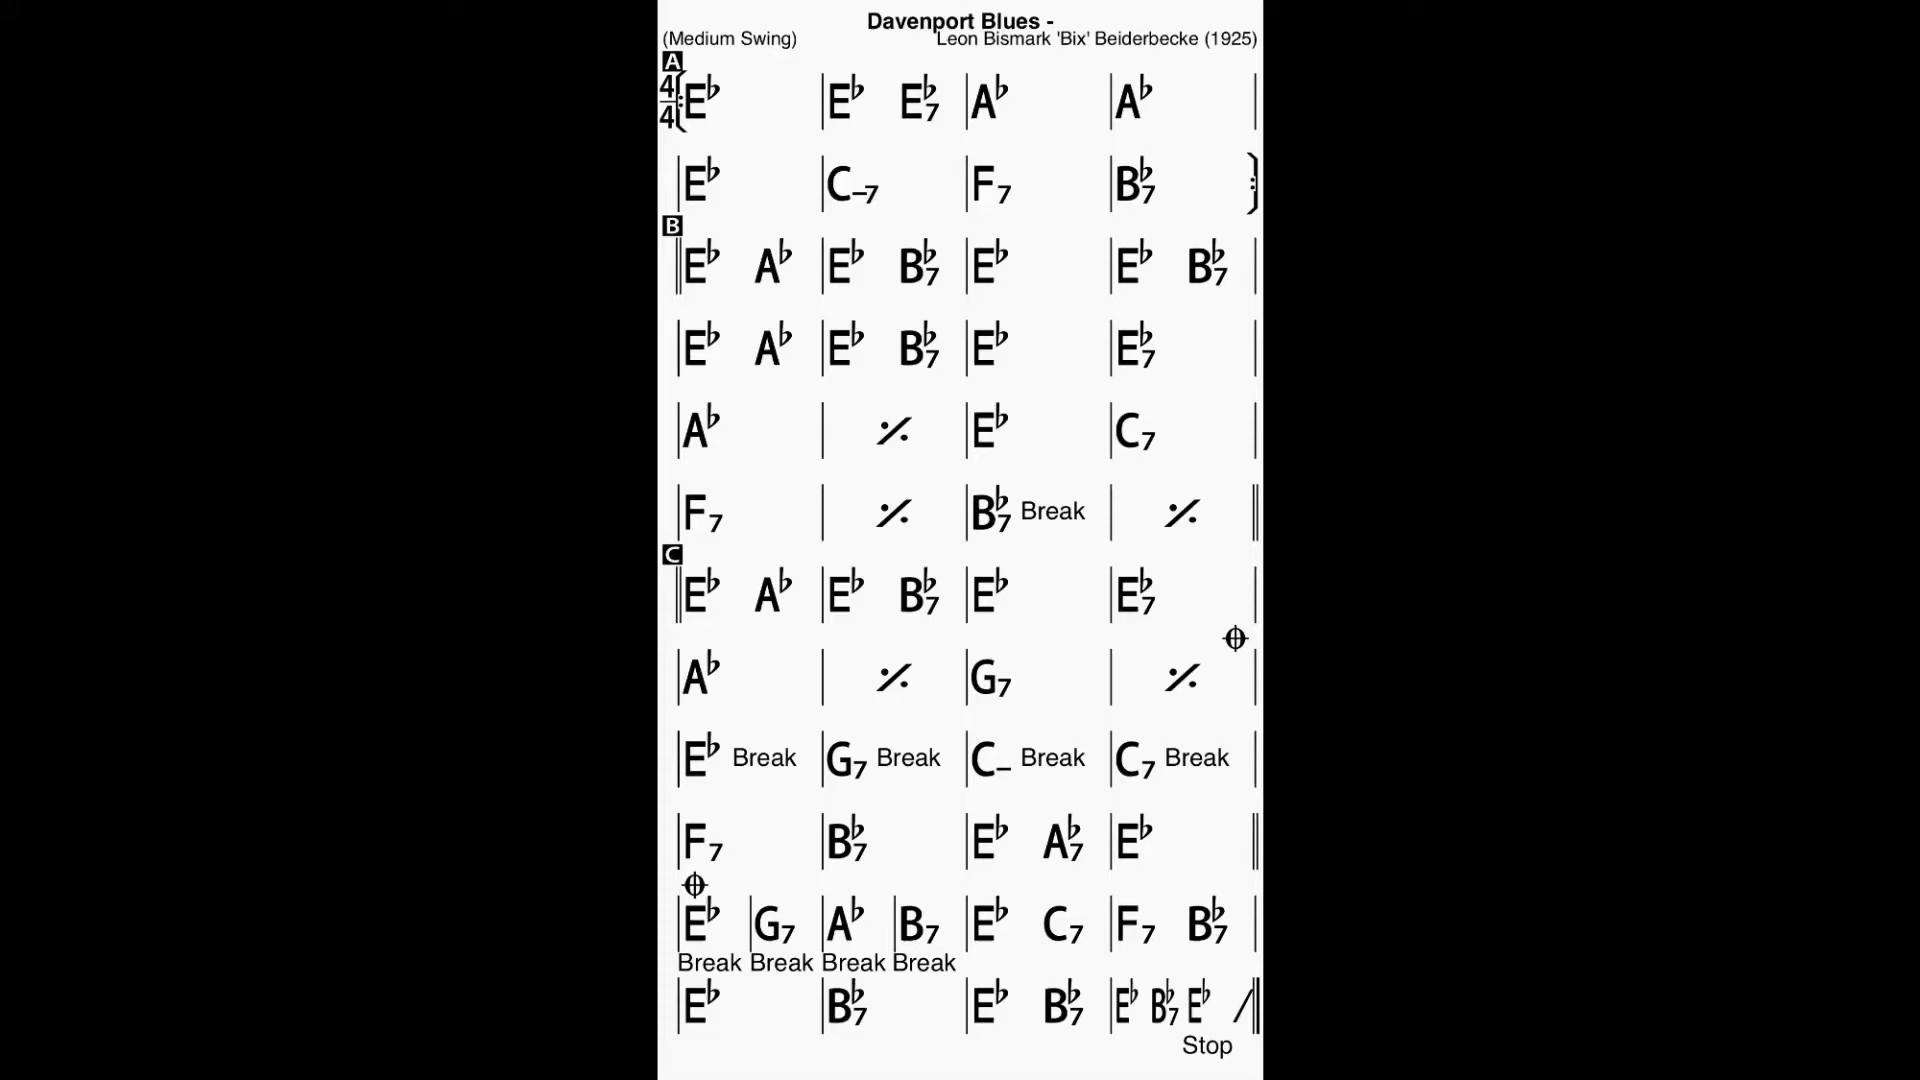 Davenport Blues -
(Medium Swing) Leon Bismark 'Bix' Beiderbecke (1925)
A
4/4 E♭ | E♭ E♭7 | A♭ | A♭ |
| E♭ | C–7 | F7 | B♭7
B
E♭ A♭ | E♭ B♭7 | E♭ | E♭ B♭7 |
| E♭ A♭ | E♭ B♭7 | E♭ | E♭7 |
| A♭ | 𝄎 | E♭ | C7 |
| F7 | 𝄎 | B♭7 Break | 𝄎
C
E♭ A♭ | E♭ B♭7 | E♭ | E♭7 |
| A♭ | 𝄎 | G7 | 𝄎 |
| E♭ Break | G7 Break | C– Break | C7 Break |
| F7 | B♭7 | E♭ A♭7 | E♭
| E♭ | G7 | A♭ | B7 | E♭ C7 | F7 B♭7 |
Break Break Break Break
| E♭ | B♭7 | E♭ B♭7 | E♭ B♭7 E♭ /
Stop